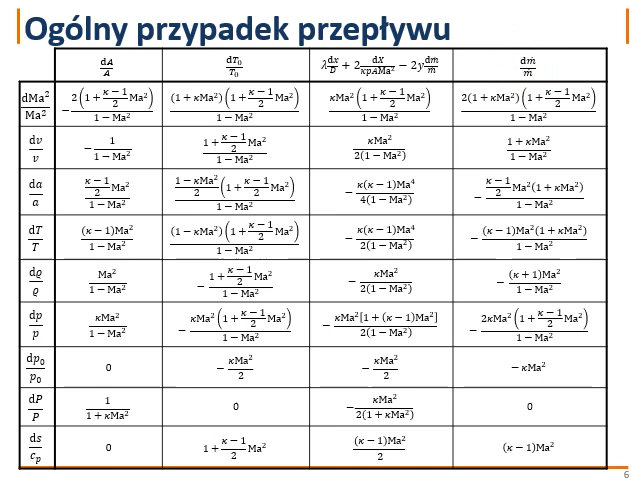 Ogólny przypadek przepływu
dA/A dT₀/T₀ λ dx/D + 2 dX/(κpAMa²) − 2y dṁ/ṁ dṁ/ṁ
dMa²/Ma² −2(1 + (κ − 1)/2 Ma²)/(1 − Ma²) (1 + κMa²)(1 + (κ − 1)/2 Ma²)/(1 − Ma²) κMa²(1 + (κ − 1)/2 Ma²)/(1 − Ma²) 2(1 + κMa²)(1 + (κ − 1)/2 Ma²)/(1 − Ma²)
dv/v −1/(1 − Ma²) (1 + (κ − 1)/2 Ma²)/(1 − Ma²) κMa²/(2(1 − Ma²)) (1 + κMa²)/(1 − Ma²)
da/a ((κ − 1)/2 Ma²)/(1 − Ma²) ((1 − κMa²)/2 (1 + (κ − 1)/2 Ma²))/(1 − Ma²) −κ(κ − 1)Ma⁴/(4(1 − Ma²)) −((κ − 1)/2 Ma²(1 + κMa²))/(1 − Ma²)
dT/T (κ − 1)Ma²/(1 − Ma²) (1 − κMa²)(1 + (κ − 1)/2 Ma²)/(1 − Ma²) −κ(κ − 1)Ma⁴/(2(1 − Ma²)) −(κ − 1)Ma²(1 + κMa²)/(1 − Ma²)
dϱ/ϱ Ma²/(1 − Ma²) −(1 + (κ − 1)/2 Ma²)/(1 − Ma²) −κMa²/(2(1 − Ma²)) −(κ + 1)Ma²/(1 − Ma²)
dp/p κMa²/(1 − Ma²) −κMa²(1 + (κ − 1)/2 Ma²)/(1 − Ma²) −κMa²[1 + (κ − 1)Ma²]/(2(1 − Ma²)) −2κMa²(1 + (κ − 1)/2 Ma²)/(1 − Ma²)
dp₀/p₀ 0 −κMa²/2 −κMa²/2 −κMa²
dP/P 1/(1 + κMa²) 0 −κMa²/(2(1 + κMa²)) 0
ds/cₚ 0 1 + (κ − 1)/2 Ma² (κ − 1)Ma²/2 (κ − 1)Ma²
6